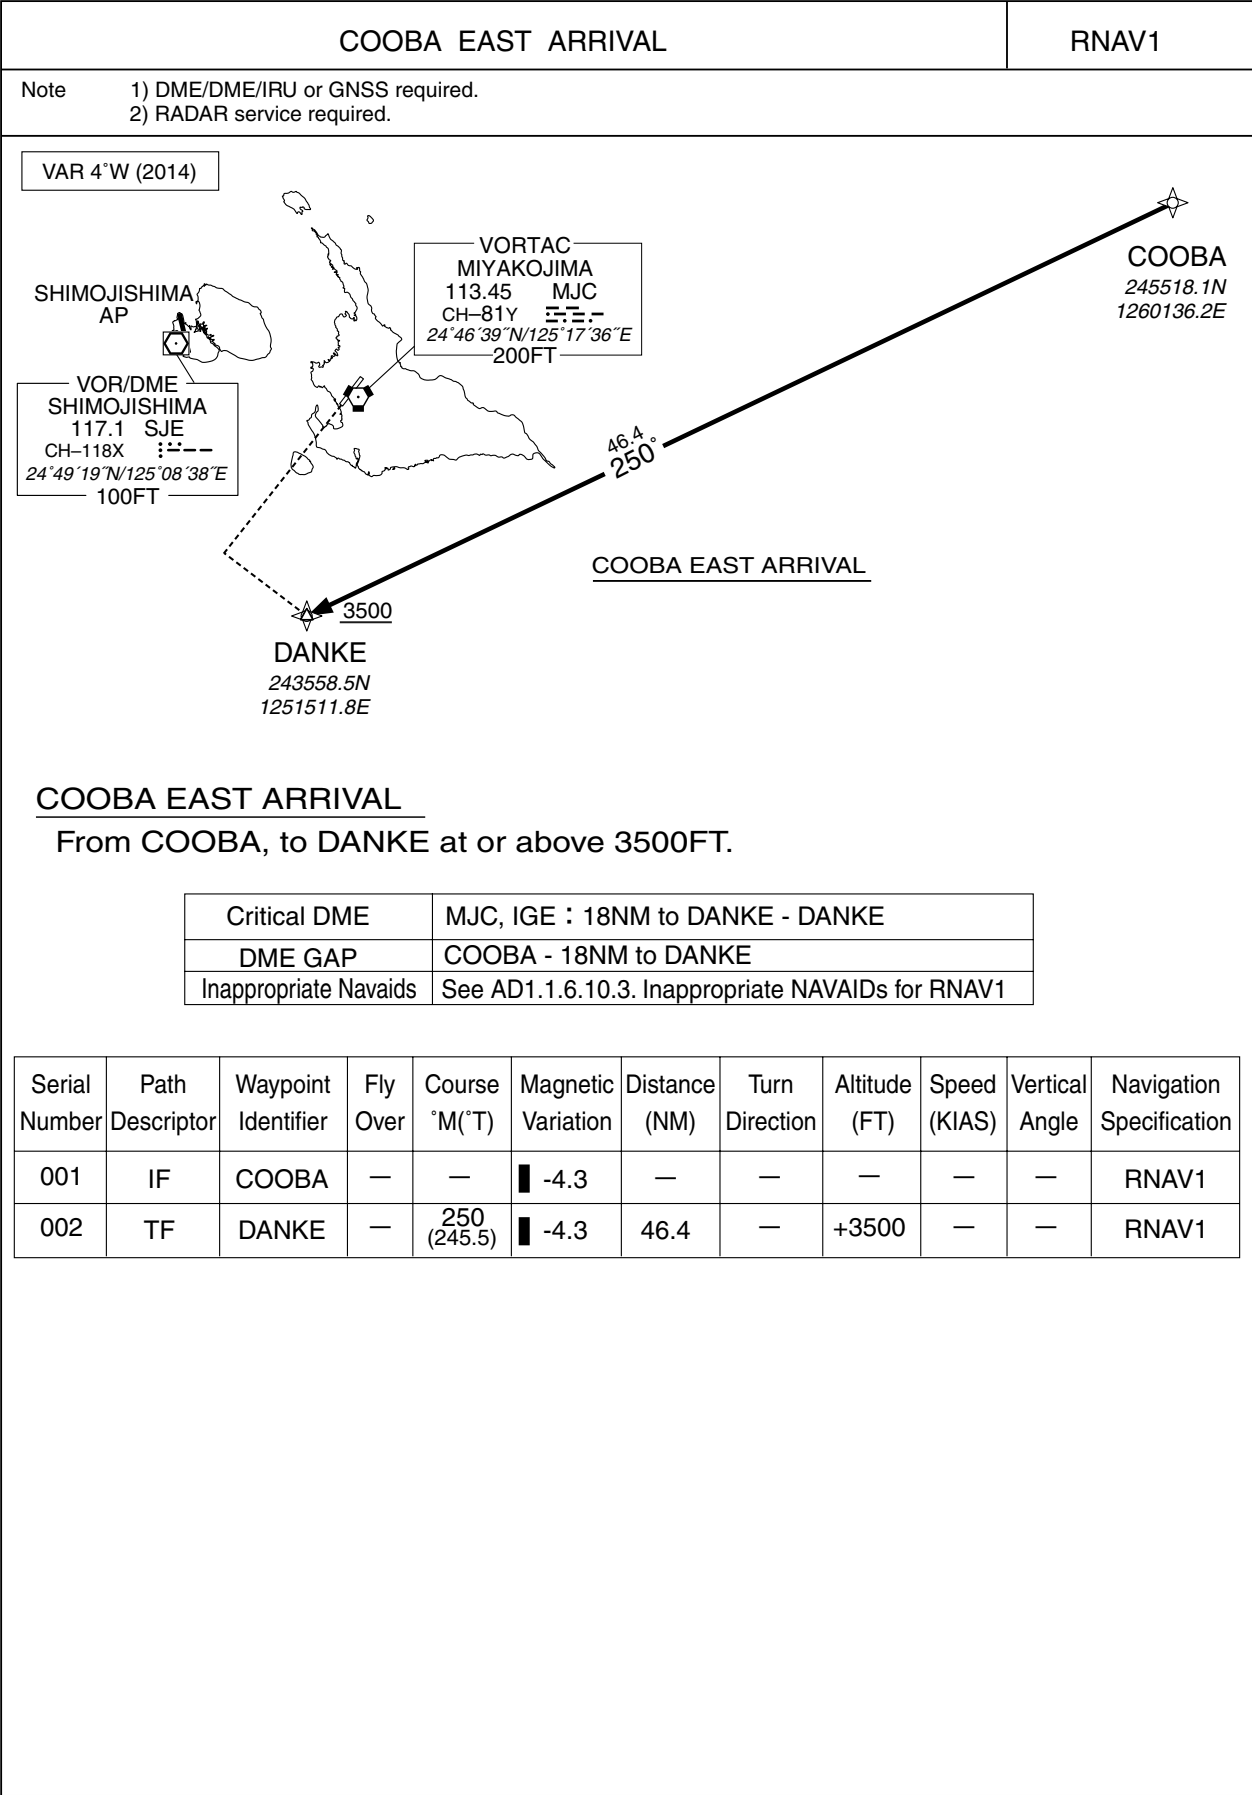 COOBA EAST ARRIVAL
RNAV1
Note 1) DME/DME/IRU or GNSS required.
2) RADAR service required.
VAR 4°W (2014)
SHIMOJISHIMA
AP
VORTAC
MIYAKOJIMA
113.45 MJC
CH–81Y
24°46´39˝N/125°17´36˝E
200FT
COOBA
245518.1N
1260136.2E
VOR/DME
SHIMOJISHIMA
117.1 SJE
CH–118X
24°49´19˝N/125°08´38˝E
100FT
46.4
250°
COOBA EAST ARRIVAL
3500
DANKE
243558.5N
1251511.8E
COOBA EAST ARRIVAL
From COOBA, to DANKE at or above 3500FT.
Critical DME MJC, IGE : 18NM to DANKE - DANKE
DME GAP COOBA - 18NM to DANKE
Inappropriate Navaids See AD1.1.6.10.3. Inappropriate NAVAIDs for RNAV1
Serial Path Waypoint Fly Course Magnetic Distance Turn Altitude Speed Vertical Navigation
Number Descriptor Identifier Over °M(°T) Variation (NM) Direction (FT) (KIAS) Angle Specification
001 IF COOBA — — -4.3 — — — — — RNAV1
002 TF DANKE — 250 (245.5) -4.3 46.4 — +3500 — — RNAV1